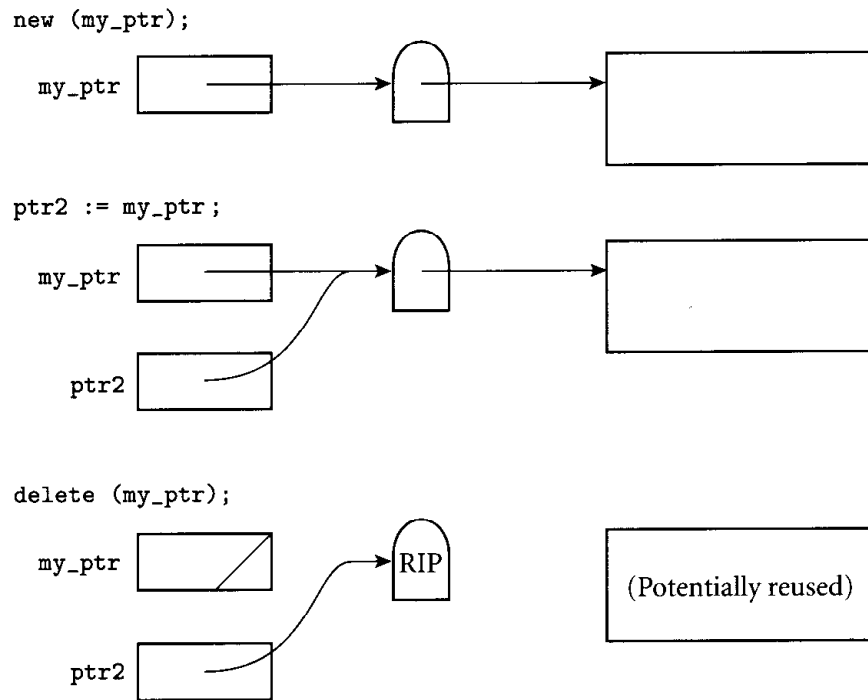 new (my_ptr);
my_ptr
ptr2 := my_ptr;
my_ptr
ptr2
delete (my_ptr);
my_ptr
RIP
(Potentially reused)
ptr2